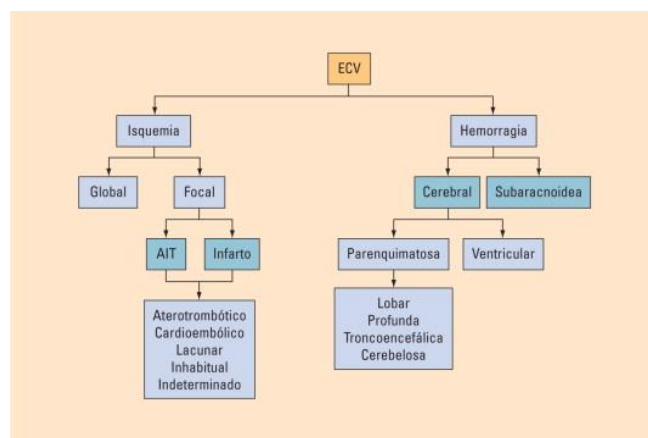 ECV
Isquemia
Hemorragia
Global
Focal
Cerebral
Subaracnoidea
AIT
Infarto
Parenquimatosa
Ventricular
Aterotrombótico
Cardioembólico
Lacunar
Inhabitual
Indeterminado
Lobar
Profunda
Troncoencefálica
Cerebelosa